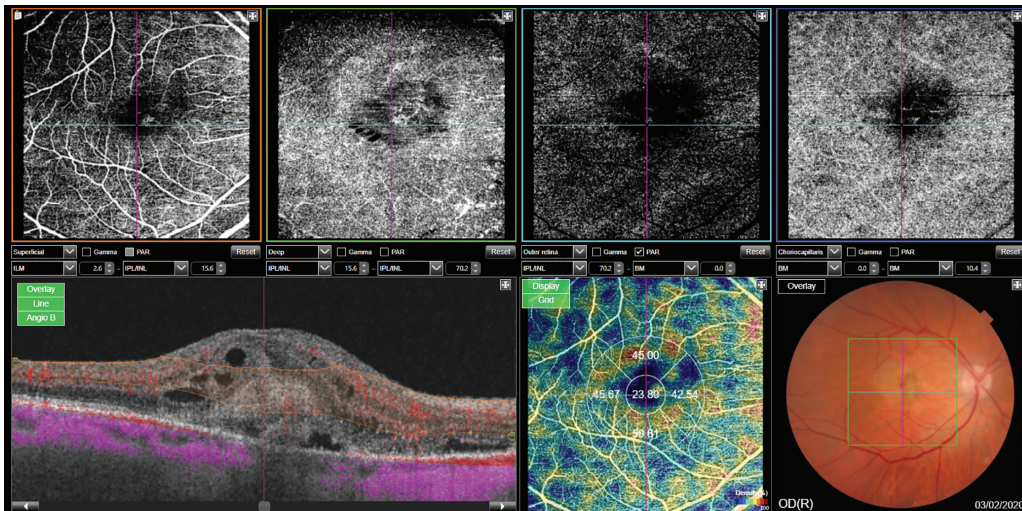 Superficial Gamma PAR Reset
ILM 2.6 - IPL/INL 15.6
Deep Gamma PAR Reset
IPL/INL 15.6 - IPL/INL 70.2
Outer retina Gamma PAR Reset
IPL/INL 70.2 - BM 0.0
Choriocapillaris Gamma PAR Reset
BM 0.0 - BM 10.4
Overlay
Line
Angio B
Display
Grid
45.00
45.67 23.80 42.54
50.61
Density(%)
100
Overlay
OD(R) 03/02/2020